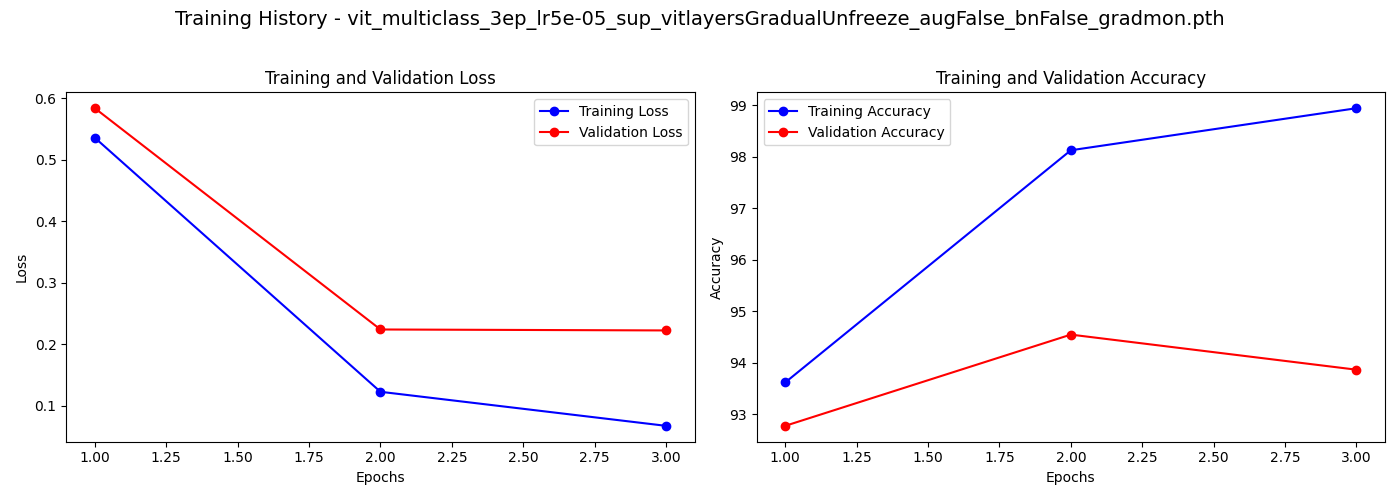 Training History - vit_multiclass_3ep_lr5e-05_sup_vitlayersGradualUnfreeze_augFalse_bnFalse_gradmon.pth
Training and Validation Loss
0.6
0.5
0.4
0.3
0.2
0.1
Loss
Training Loss
Validation Loss
1.00 1.25 1.50 1.75 2.00 2.25 2.50 2.75 3.00
Epochs
Training and Validation Accuracy
99
98
97
96
95
94
93
Accuracy
Training Accuracy
Validation Accuracy
1.00 1.25 1.50 1.75 2.00 2.25 2.50 2.75 3.00
Epochs